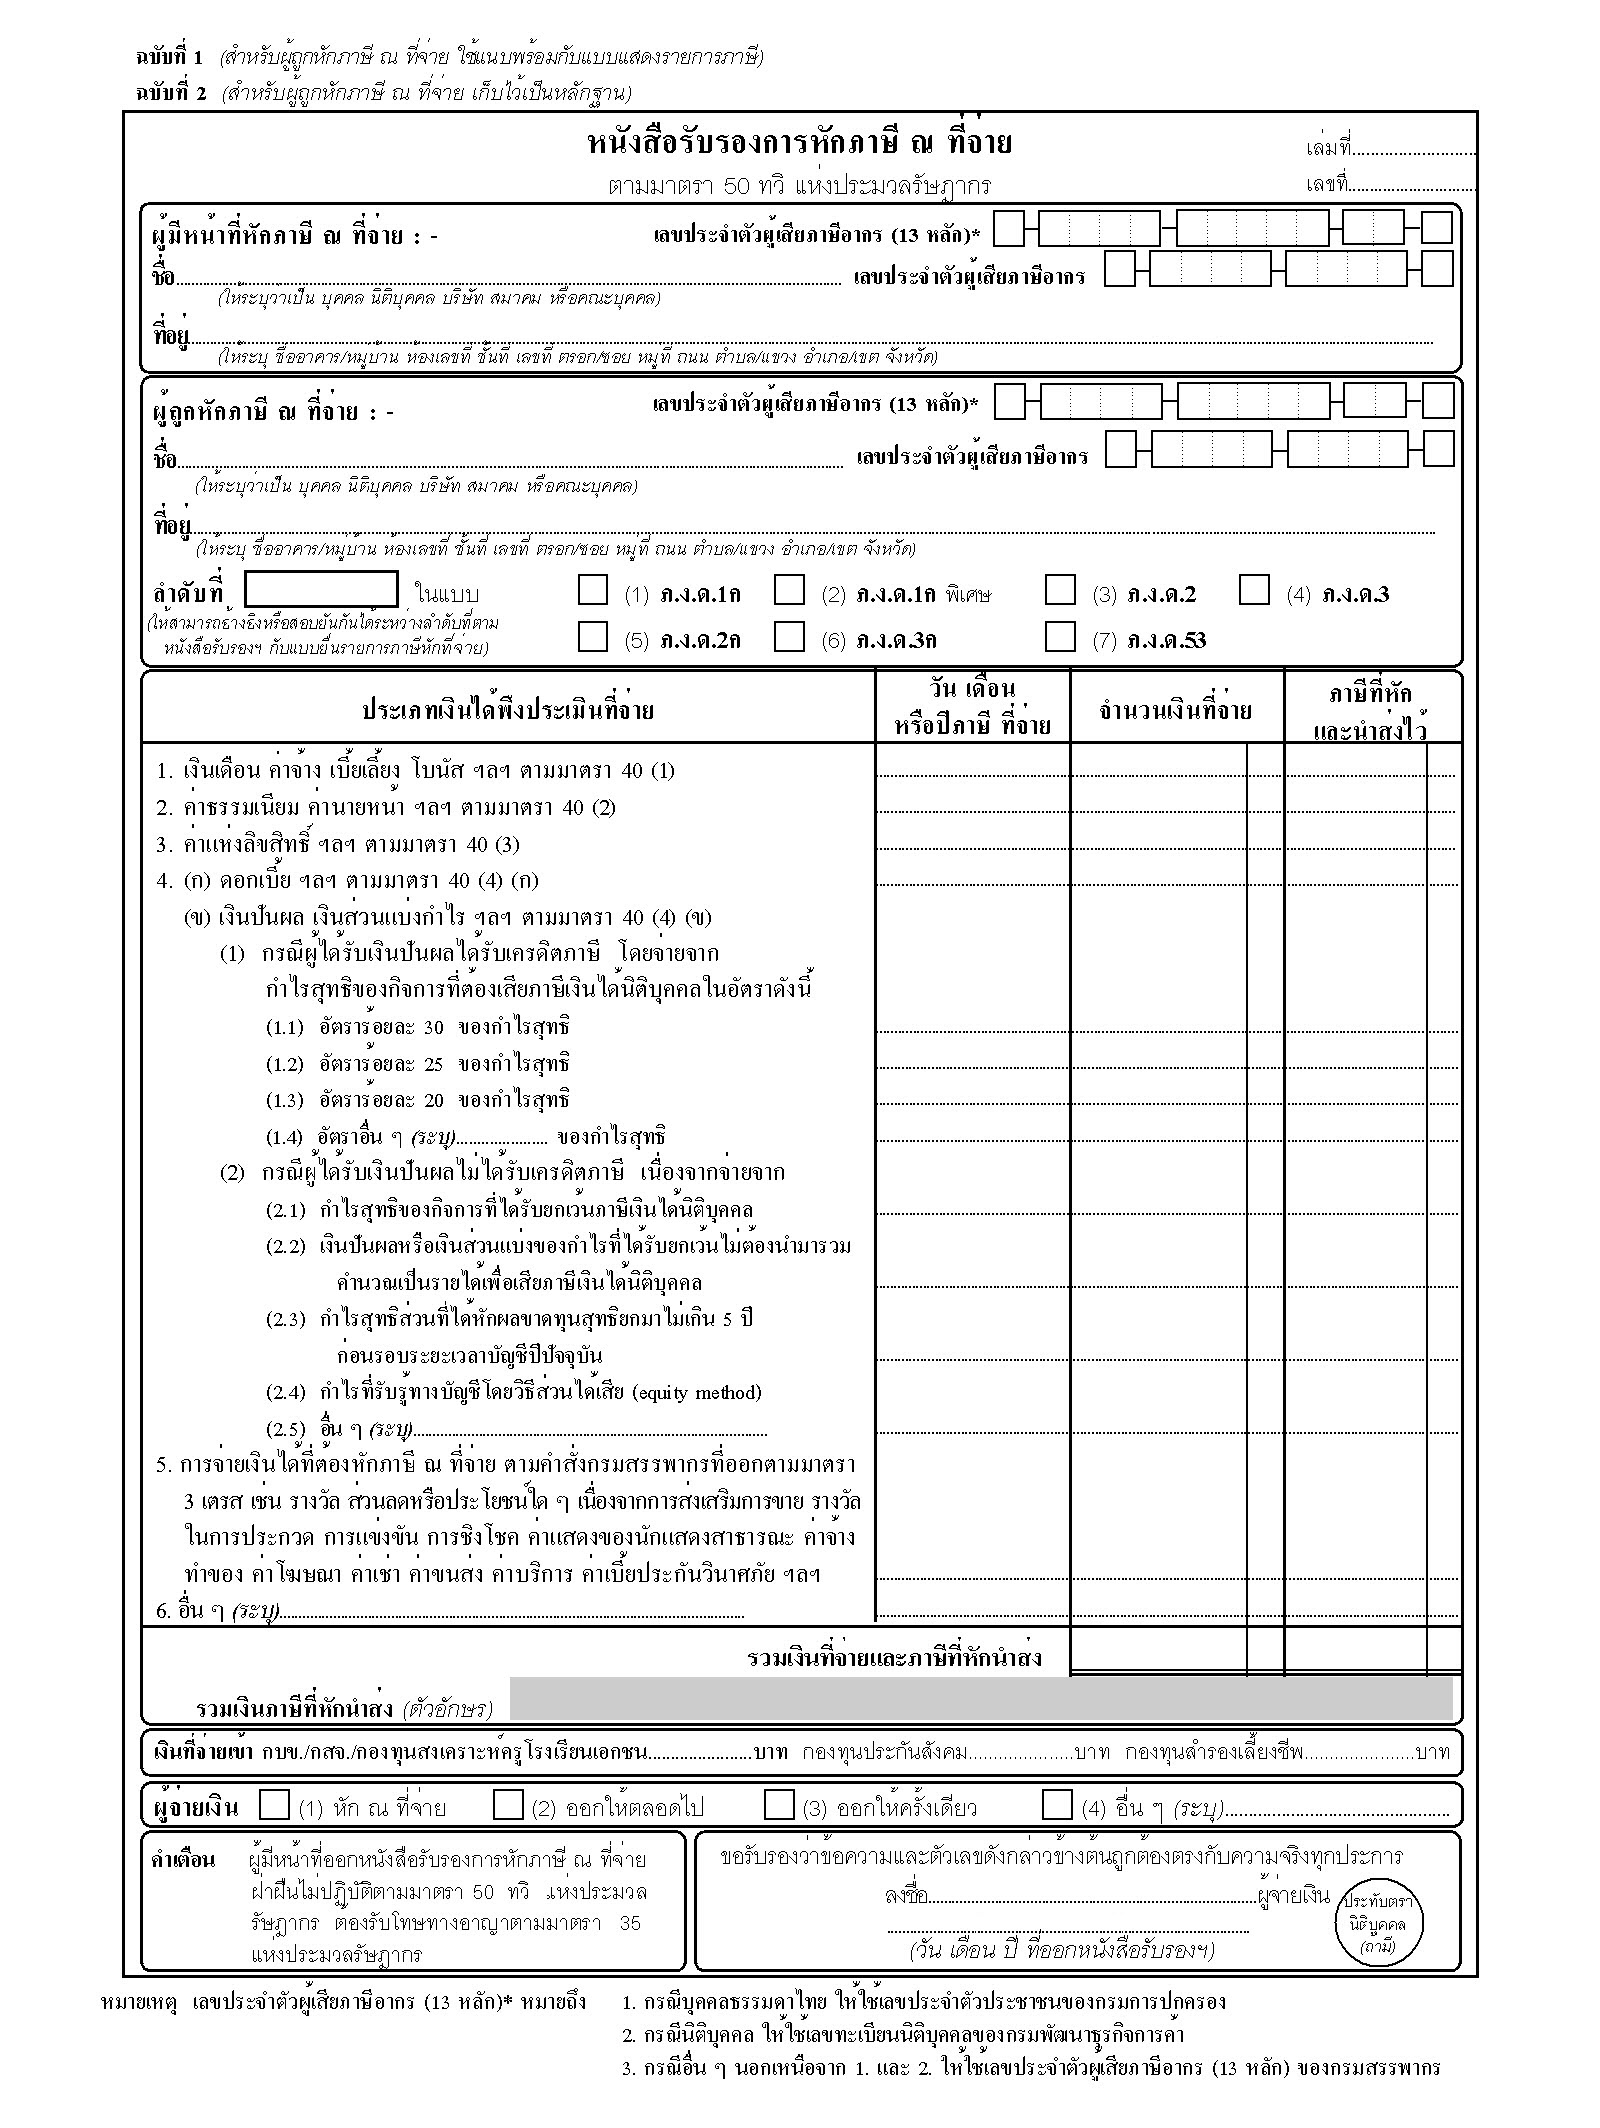 ฉบับที่ 1 (สำหรับผู้ถูกหักภาษี ณ ที่จ่าย ใช้แนบพร้อมกับแบบแสดงรายการภาษี)
ฉบับที่ 2 (สำหรับผู้ถูกหักภาษี ณ ที่จ่าย เก็บไว้เป็นหลักฐาน)
หนังสือรับรองการหักภาษี ณ ที่จ่าย
เล่มที่..........................
ตามมาตรา 50 ทวิ แห่งประมวลรัษฎากร
เลขที่..........................
ผู้มีหน้าที่หักภาษี ณ ที่จ่าย : -
เลขประจำตัวผู้เสียภาษีอากร (13 หลัก)*
ชื่อ.......................... เลขประจำตัวผู้เสียภาษีอากร
(ให้ระบุว่าเป็น บุคคล นิติบุคคล บริษัท สมาคม หรือคณะบุคคล)
ที่อยู่..........................
(ให้ระบุ ชื่ออาคาร/หมู่บ้าน ห้องเลขที่ ชั้นที่ เลขที่ ตรอก/ซอย หมู่ที่ ถนน ตำบล/แขวง อำเภอ/เขต จังหวัด)
ผู้ถูกหักภาษี ณ ที่จ่าย : -
เลขประจำตัวผู้เสียภาษีอากร (13 หลัก)*
ชื่อ.......................... เลขประจำตัวผู้เสียภาษีอากร
(ให้ระบุว่าเป็น บุคคล นิติบุคคล บริษัท สมาคม หรือคณะบุคคล)
ที่อยู่..........................
(ให้ระบุ ชื่ออาคาร/หมู่บ้าน ห้องเลขที่ ชั้นที่ เลขที่ ตรอก/ซอย หมู่ที่ ถนน ตำบล/แขวง อำเภอ/เขต จังหวัด)
ลำดับที่ ในแบบ (1) ภ.ง.ด.1ก (2) ภ.ง.ด.1ก พิเศษ (3) ภ.ง.ด.2 (4) ภ.ง.ด.3
(ให้สามารถอ้างอิงหรือสอบยันกันได้ระหว่างลำดับที่ตาม
หนังสือรับรองฯ กับแบบยื่นรายการภาษีหักที่จ่าย)
(5) ภ.ง.ด.2ก (6) ภ.ง.ด.3ก (7) ภ.ง.ด.53
ประเภทเงินได้พึงประเมินที่จ่าย
วัน เดือน
หรือปีภาษี ที่จ่าย
จำนวนเงินที่จ่าย
ภาษีที่หัก
และนำส่งไว้
1. เงินเดือน ค่าจ้าง เบี้ยเลี้ยง โบนัส ฯลฯ ตามมาตรา 40 (1)
2. ค่าธรรมเนียม ค่านายหน้า ฯลฯ ตามมาตรา 40 (2)
3. ค่าแห่งลิขสิทธิ์ ฯลฯ ตามมาตรา 40 (3)
4. (ก) ดอกเบี้ย ฯลฯ ตามมาตรา 40 (4) (ก)
(ข) เงินปันผล เงินส่วนแบ่งกำไร ฯลฯ ตามมาตรา 40 (4) (ข)
(1) กรณีผู้ได้รับเงินปันผลได้รับเครดิตภาษี โดยจ่ายจาก
กำไรสุทธิของกิจการที่ต้องเสียภาษีเงินได้นิติบุคคลในอัตราดังนี้
(1.1) อัตราร้อยละ 30 ของกำไรสุทธิ
(1.2) อัตราร้อยละ 25 ของกำไรสุทธิ
(1.3) อัตราร้อยละ 20 ของกำไรสุทธิ
(1.4) อัตราอื่น ๆ (ระบุ)...................... ของกำไรสุทธิ
(2) กรณีผู้ได้รับเงินปันผลไม่ได้รับเครดิตภาษี เนื่องจากจ่ายจาก
(2.1) กำไรสุทธิของกิจการที่ได้รับยกเว้นภาษีเงินได้นิติบุคคล
(2.2) เงินปันผลหรือเงินส่วนแบ่งของกำไรที่ได้รับยกเว้นไม่ต้องนำมารวม
คำนวณเป็นรายได้เพื่อเสียภาษีเงินได้นิติบุคคล
(2.3) กำไรสุทธิส่วนที่ได้หักผลขาดทุนสุทธิยกมาไม่เกิน 5 ปี
ก่อนรอบระยะเวลาบัญชีปีปัจจุบัน
(2.4) กำไรที่รับรู้ทางบัญชีโดยวิธีส่วนได้เสีย (equity method)
(2.5) อื่น ๆ (ระบุ)..........................
5. การจ่ายเงินได้ที่ต้องหักภาษี ณ ที่จ่าย ตามคำสั่งกรมสรรพากรที่ออกตามมาตรา
3 เตรส เช่น รางวัล ส่วนลดหรือประโยชน์ใด ๆ เนื่องจากการส่งเสริมการขาย รางวัล
ในการประกวด การแข่งขัน การชิงโชค ค่าแสดงของนักแสดงสาธารณะ ค่าจ้าง
ทำของ ค่าโฆษณา ค่าเช่า ค่าขนส่ง ค่าบริการ ค่าเบี้ยประกันวินาศภัย ฯลฯ
6. อื่น ๆ (ระบุ)..........................
รวมเงินที่จ่ายและภาษีที่หักนำส่ง
รวมเงินภาษีที่หักนำส่ง (ตัวอักษร)
เงินที่จ่ายเข้า กบข./กสจ./กองทุนสงเคราะห์ครูโรงเรียนเอกชน.......................บาท กองทุนประกันสังคม.....................บาท กองทุนสำรองเลี้ยงชีพ......................บาท
ผู้จ่ายเงิน (1) หัก ณ ที่จ่าย (2) ออกให้ตลอดไป (3) ออกให้ครั้งเดียว (4) อื่น ๆ (ระบุ)..........................
คำเตือน ผู้มีหน้าที่ออกหนังสือรับรองการหักภาษี ณ ที่จ่าย
ฝ่าฝืนไม่ปฏิบัติตามมาตรา 50 ทวิ แห่งประมวล
รัษฎากร ต้องรับโทษทางอาญาตามมาตรา 35
แห่งประมวลรัษฎากร
ขอรับรองว่าข้อความและตัวเลขดังกล่าวข้างต้นถูกต้องตรงกับความจริงทุกประการ
ลงชื่อ..........................ผู้จ่ายเงิน
..........................
(วัน เดือน ปี ที่ออกหนังสือรับรองฯ)
ประทับตรา
นิติบุคคล
(ถามี)
หมายเหตุ เลขประจำตัวผู้เสียภาษีอากร (13 หลัก)* หมายถึง 1. กรณีบุคคลธรรมดาไทย ให้ใช้เลขประจำตัวประชาชนของกรมการปกครอง
2. กรณีนิติบุคคล ให้ใช้เลขทะเบียนนิติบุคคลของกรมพัฒนาธุรกิจการค้า
3. กรณีอื่น ๆ นอกเหนือจาก 1. และ 2. ให้ใช้เลขประจำตัวผู้เสียภาษีอากร (13 หลัก) ของกรมสรรพากร